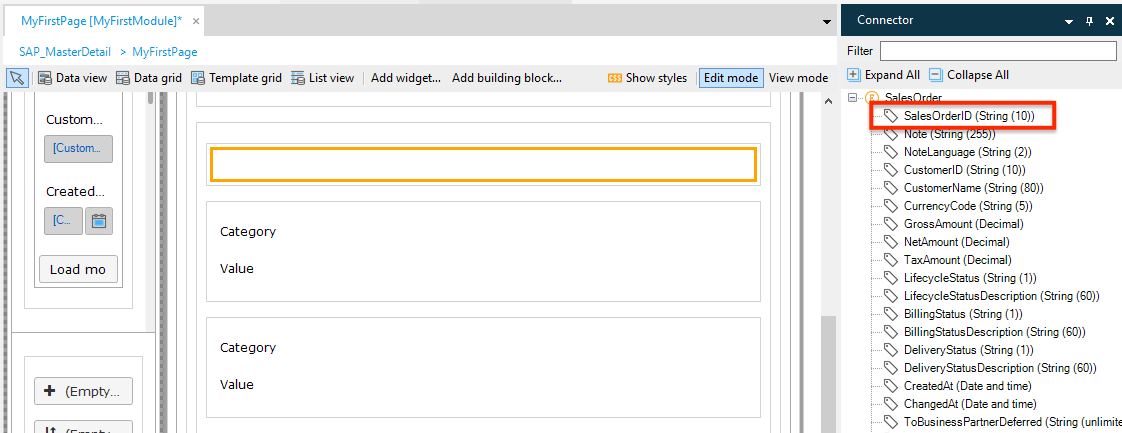 MyFirstPage [MyFirstModule]* ×
SAP_MasterDetail > MyFirstPage
Data view Data grid Template grid List view Add widget... Add building block... Show styles Edit mode View mode
Custom...
[Custom...
Created...
[C...
Load mo
(Empty...
(Empty
Category
Value
Category
Value
Connector
Filter
Expand All Collapse All
SalesOrder
SalesOrderID (String (10))
Note (String (255))
NoteLanguage (String (2))
CustomerID (String (10))
CustomerName (String (80))
CurrencyCode (String (5))
GrossAmount (Decimal)
NetAmount (Decimal)
TaxAmount (Decimal)
LifecycleStatus (String (1))
LifecycleStatusDescription (String (60))
BillingStatus (String (1))
BillingStatusDescription (String (60))
DeliveryStatus (String (1))
DeliveryStatusDescription (String (60))
CreatedAt (Date and time)
ChangedAt (Date and time)
ToBusinessPartnerDeferred (String (unlimite